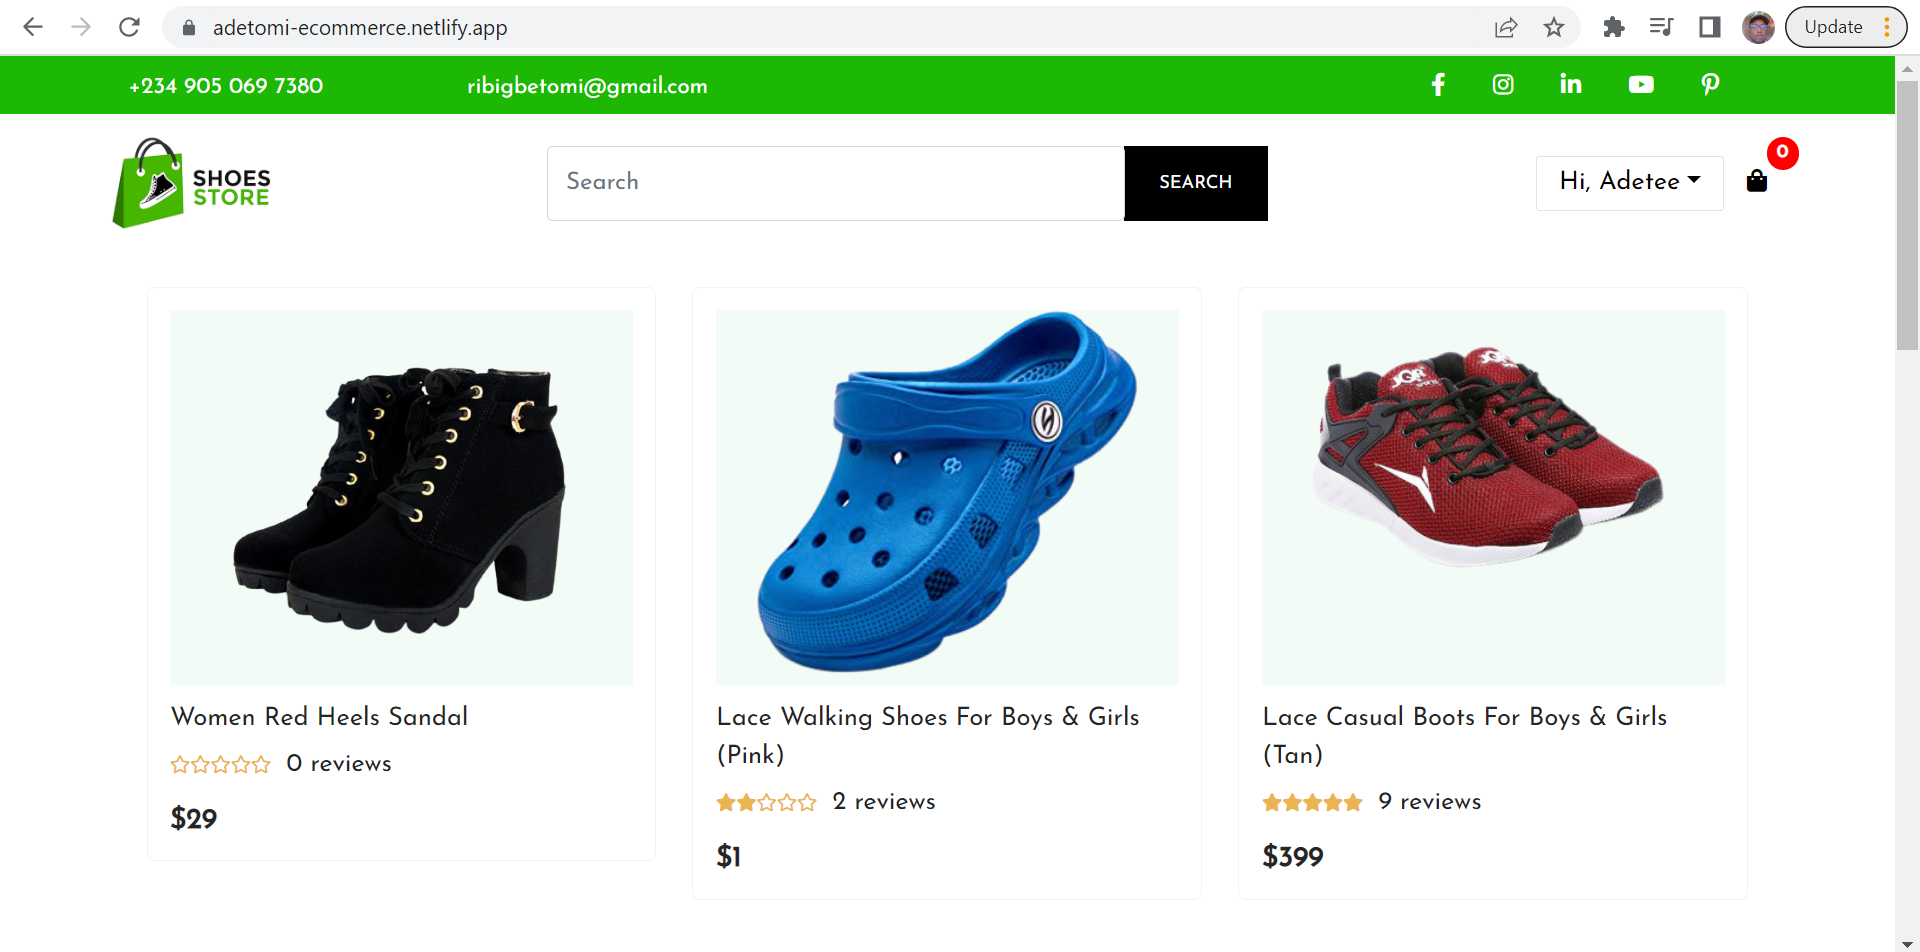 adetomi-ecommerce.netlify.app
Update
+234 905 069 7380
ribigbetomi@gmail.com
SHOES
STORE
Search
SEARCH
Hi, Adetee
0
JQR
Women Red Heels Sandal
0 reviews
$29
Lace Walking Shoes For Boys & Girls
(Pink)
2 reviews
$1
Lace Casual Boots For Boys & Girls
(Tan)
9 reviews
$399